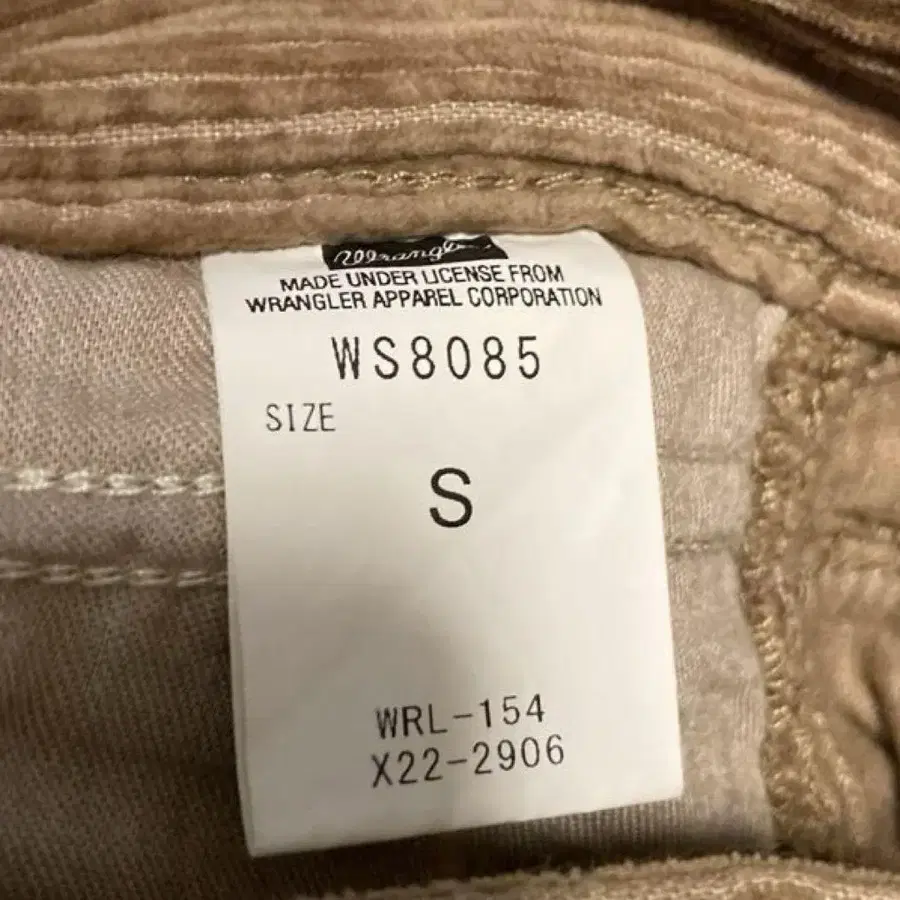 Wrangler
MADE UNDER LICENSE FROM
WRANGLER APPAREL CORPORATION
WS8085
SIZE
S
WRL-154
X22-2906